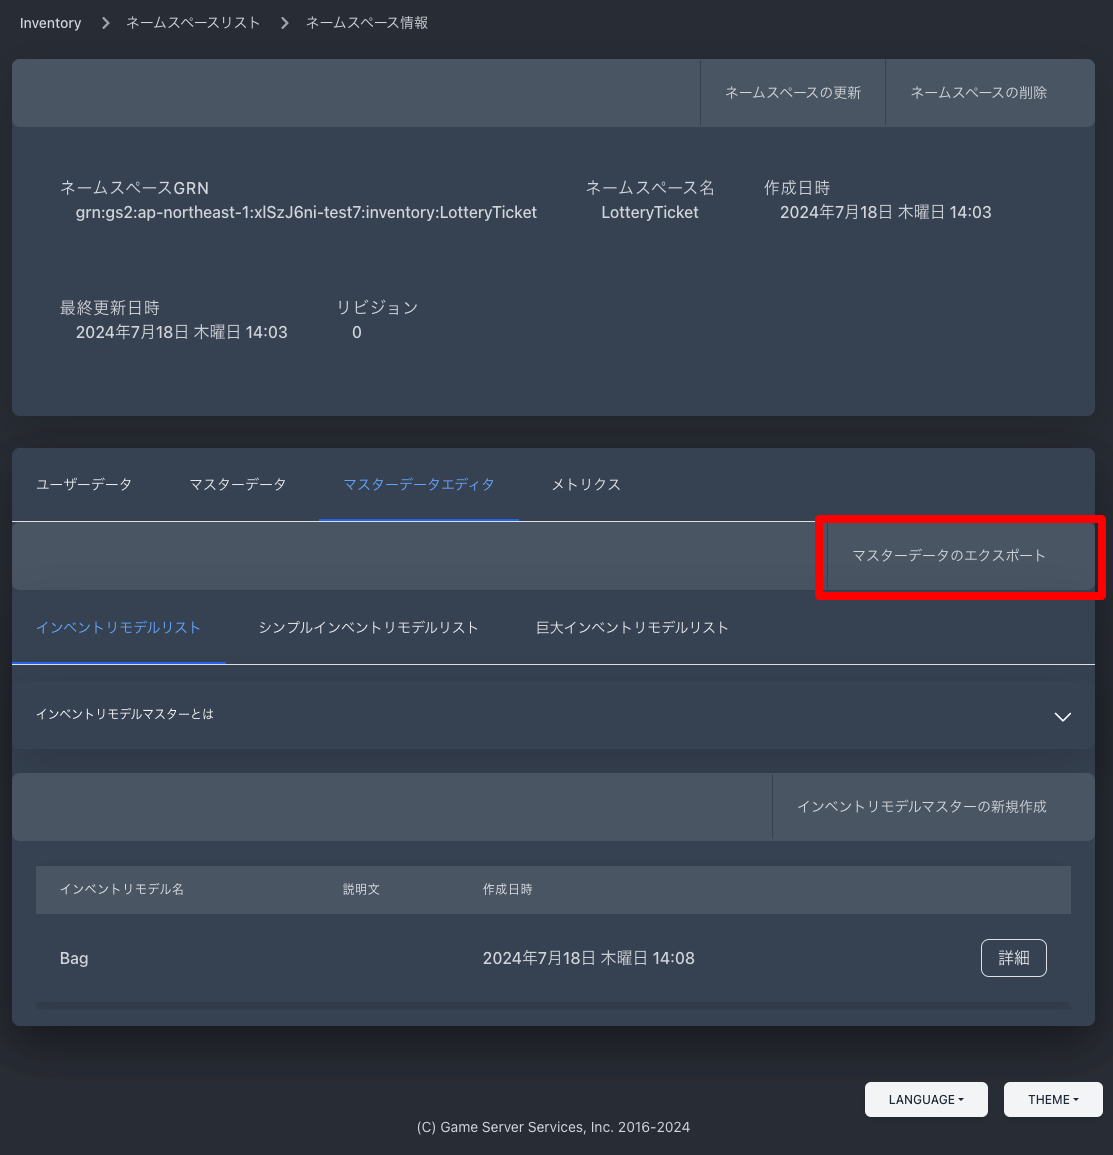 Inventory > ネームスペースリスト > ネームスペース情報
ネームスペースの更新 ネームスペースの削除
ネームスペースGRN ネームスペース名 作成日時
grn:gs2:ap-northeast-1:xlSzJ6ni-test7:inventory:LotteryTicket LotteryTicket 2024年7月18日 木曜日 14:03
最終更新日時 リビジョン
2024年7月18日 木曜日 14:03 0
ユーザーデータ マスターデータ マスターデータエディタ メトリクス
マスターデータのエクスポート
インベントリモデルリスト シンプルインベントリモデルリスト 巨大インベントリモデルリスト
インベントリモデルマスターとは
インベントリモデルマスターの新規作成
インベントリモデル名 説明文 作成日時
Bag 2024年7月18日 木曜日 14:08 詳細
LANGUAGE THEME
(C) Game Server Services, Inc. 2016-2024